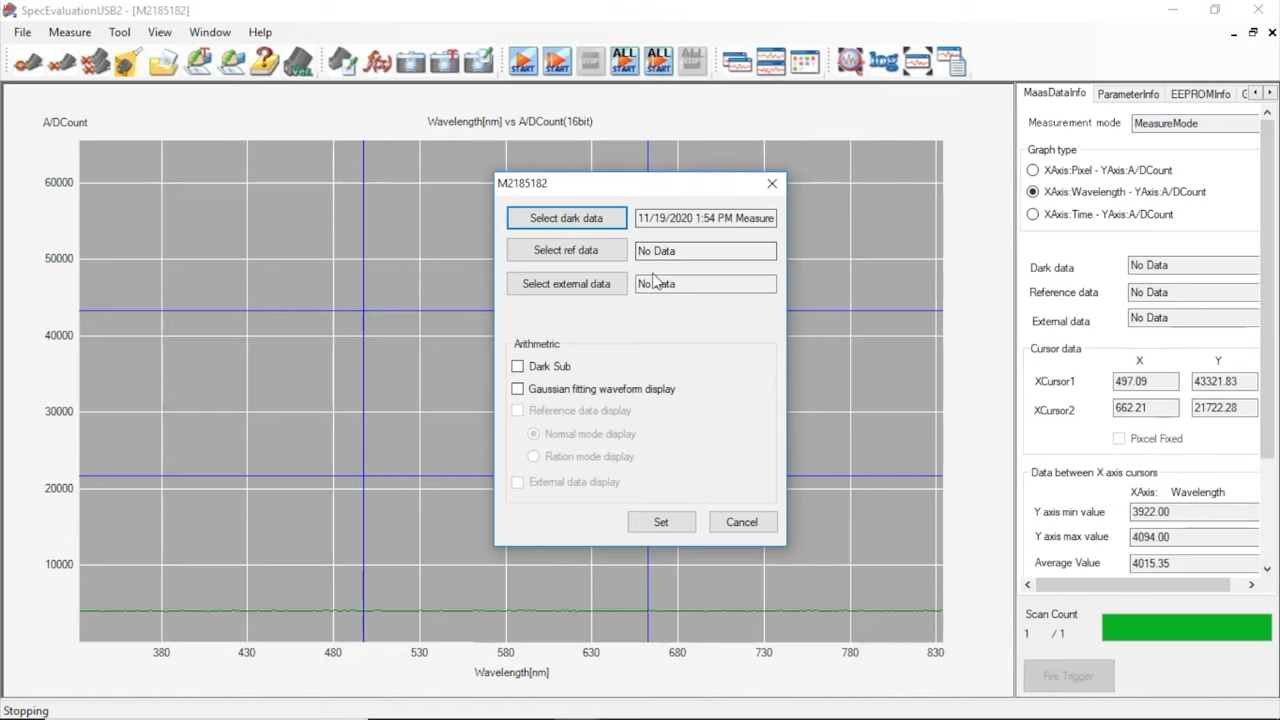 SpecEvaluationUSB2 - [M2185182]
File Measure Tool View Window Help
ver.
f(x)
START START STOP ALL START ALL START ALL STOP
log
A/DCount
Wavelength[nm] vs A/DCount(16bit)
60000
50000
40000
30000
20000
10000
380 430 480 530 580 630 680 730 780 830
Wavelength[nm]
M2185182
Select dark data 11/19/2020 1:54 PM Measure
Select ref data No Data
Select external data No Data
Arithmetric
Dark Sub
Gaussian fitting waveform display
Reference data display
Normal mode display
Ration mode display
External data display
Set Cancel
MaasDataInfo ParameterInfo EEPROMInfo
Measurement mode MeasureMode
Graph type
XAxis:Pixel - YAxis:A/DCount
XAxis:Wavelength - YAxis:A/DCount
XAxis:Time - YAxis:A/DCount
Dark data No Data
Reference data No Data
External data No Data
Cursor data
X Y
XCursor1 497.09 43321.83
XCursor2 662.21 21722.28
Pixcel Fixed
Data between X axis cursors
XAxis: Wavelength
Y axis min value 3922.00
Y axis max value 4094.00
Average Value 4015.35
Scan Count
1 / 1
Fire Trigger
Stopping